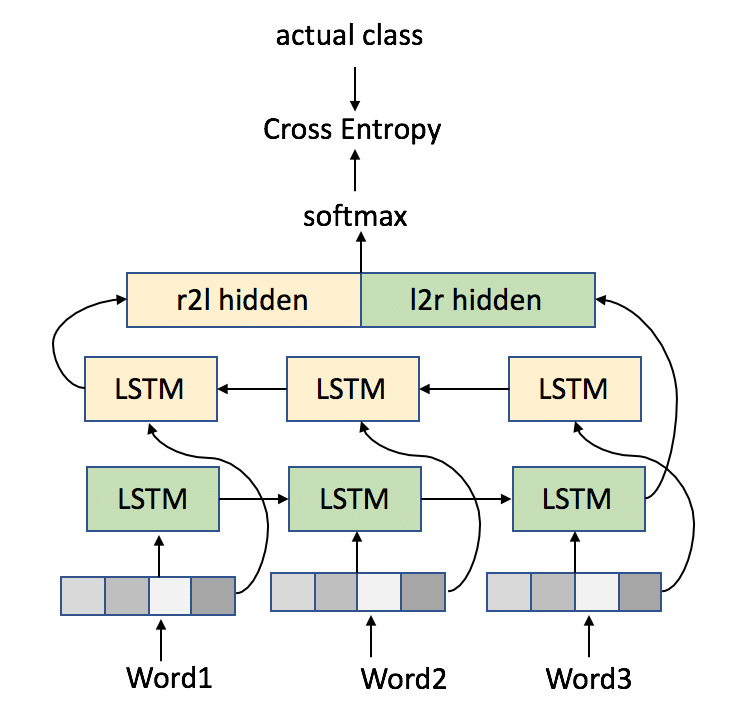 actual class
Cross Entropy
softmax
r2l hidden l2r hidden
LSTM LSTM LSTM
LSTM LSTM LSTM
Word1 Word2 Word3